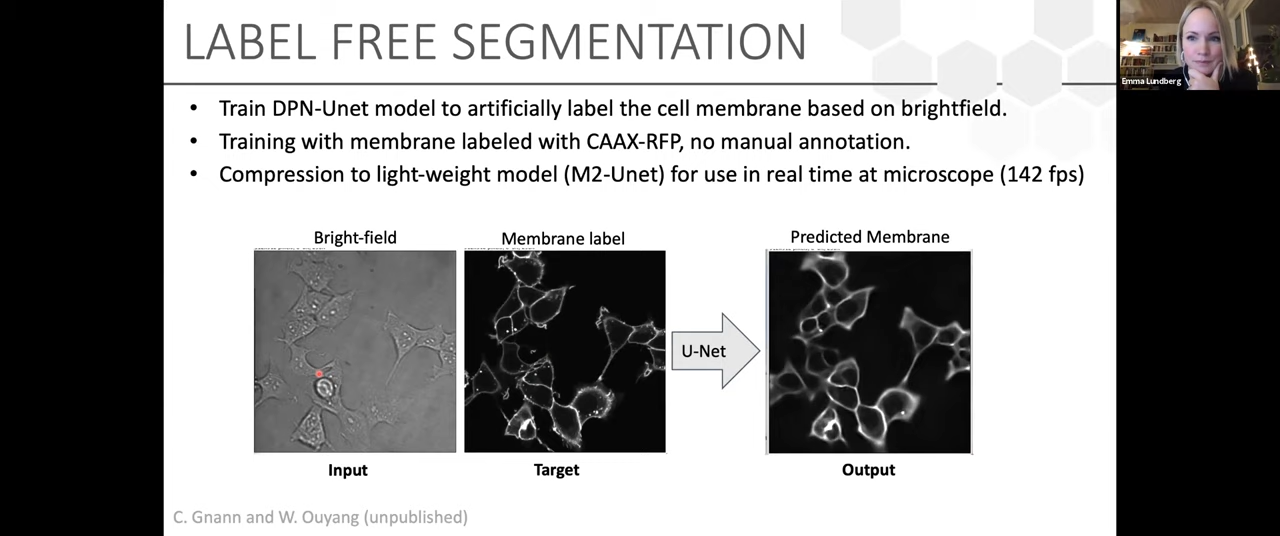 LABEL FREE SEGMENTATION
Emma Lundberg
• Train DPN-Unet model to artificially label the cell membrane based on brightfield.
• Training with membrane labeled with CAAX-RFP, no manual annotation.
• Compression to light-weight model (M2-Unet) for use in real time at microscope (142 fps)
Bright-field
Membrane label
Predicted Membrane
U-Net
Input
Target
Output
C. Gnann and W. Ouyang (unpublished)